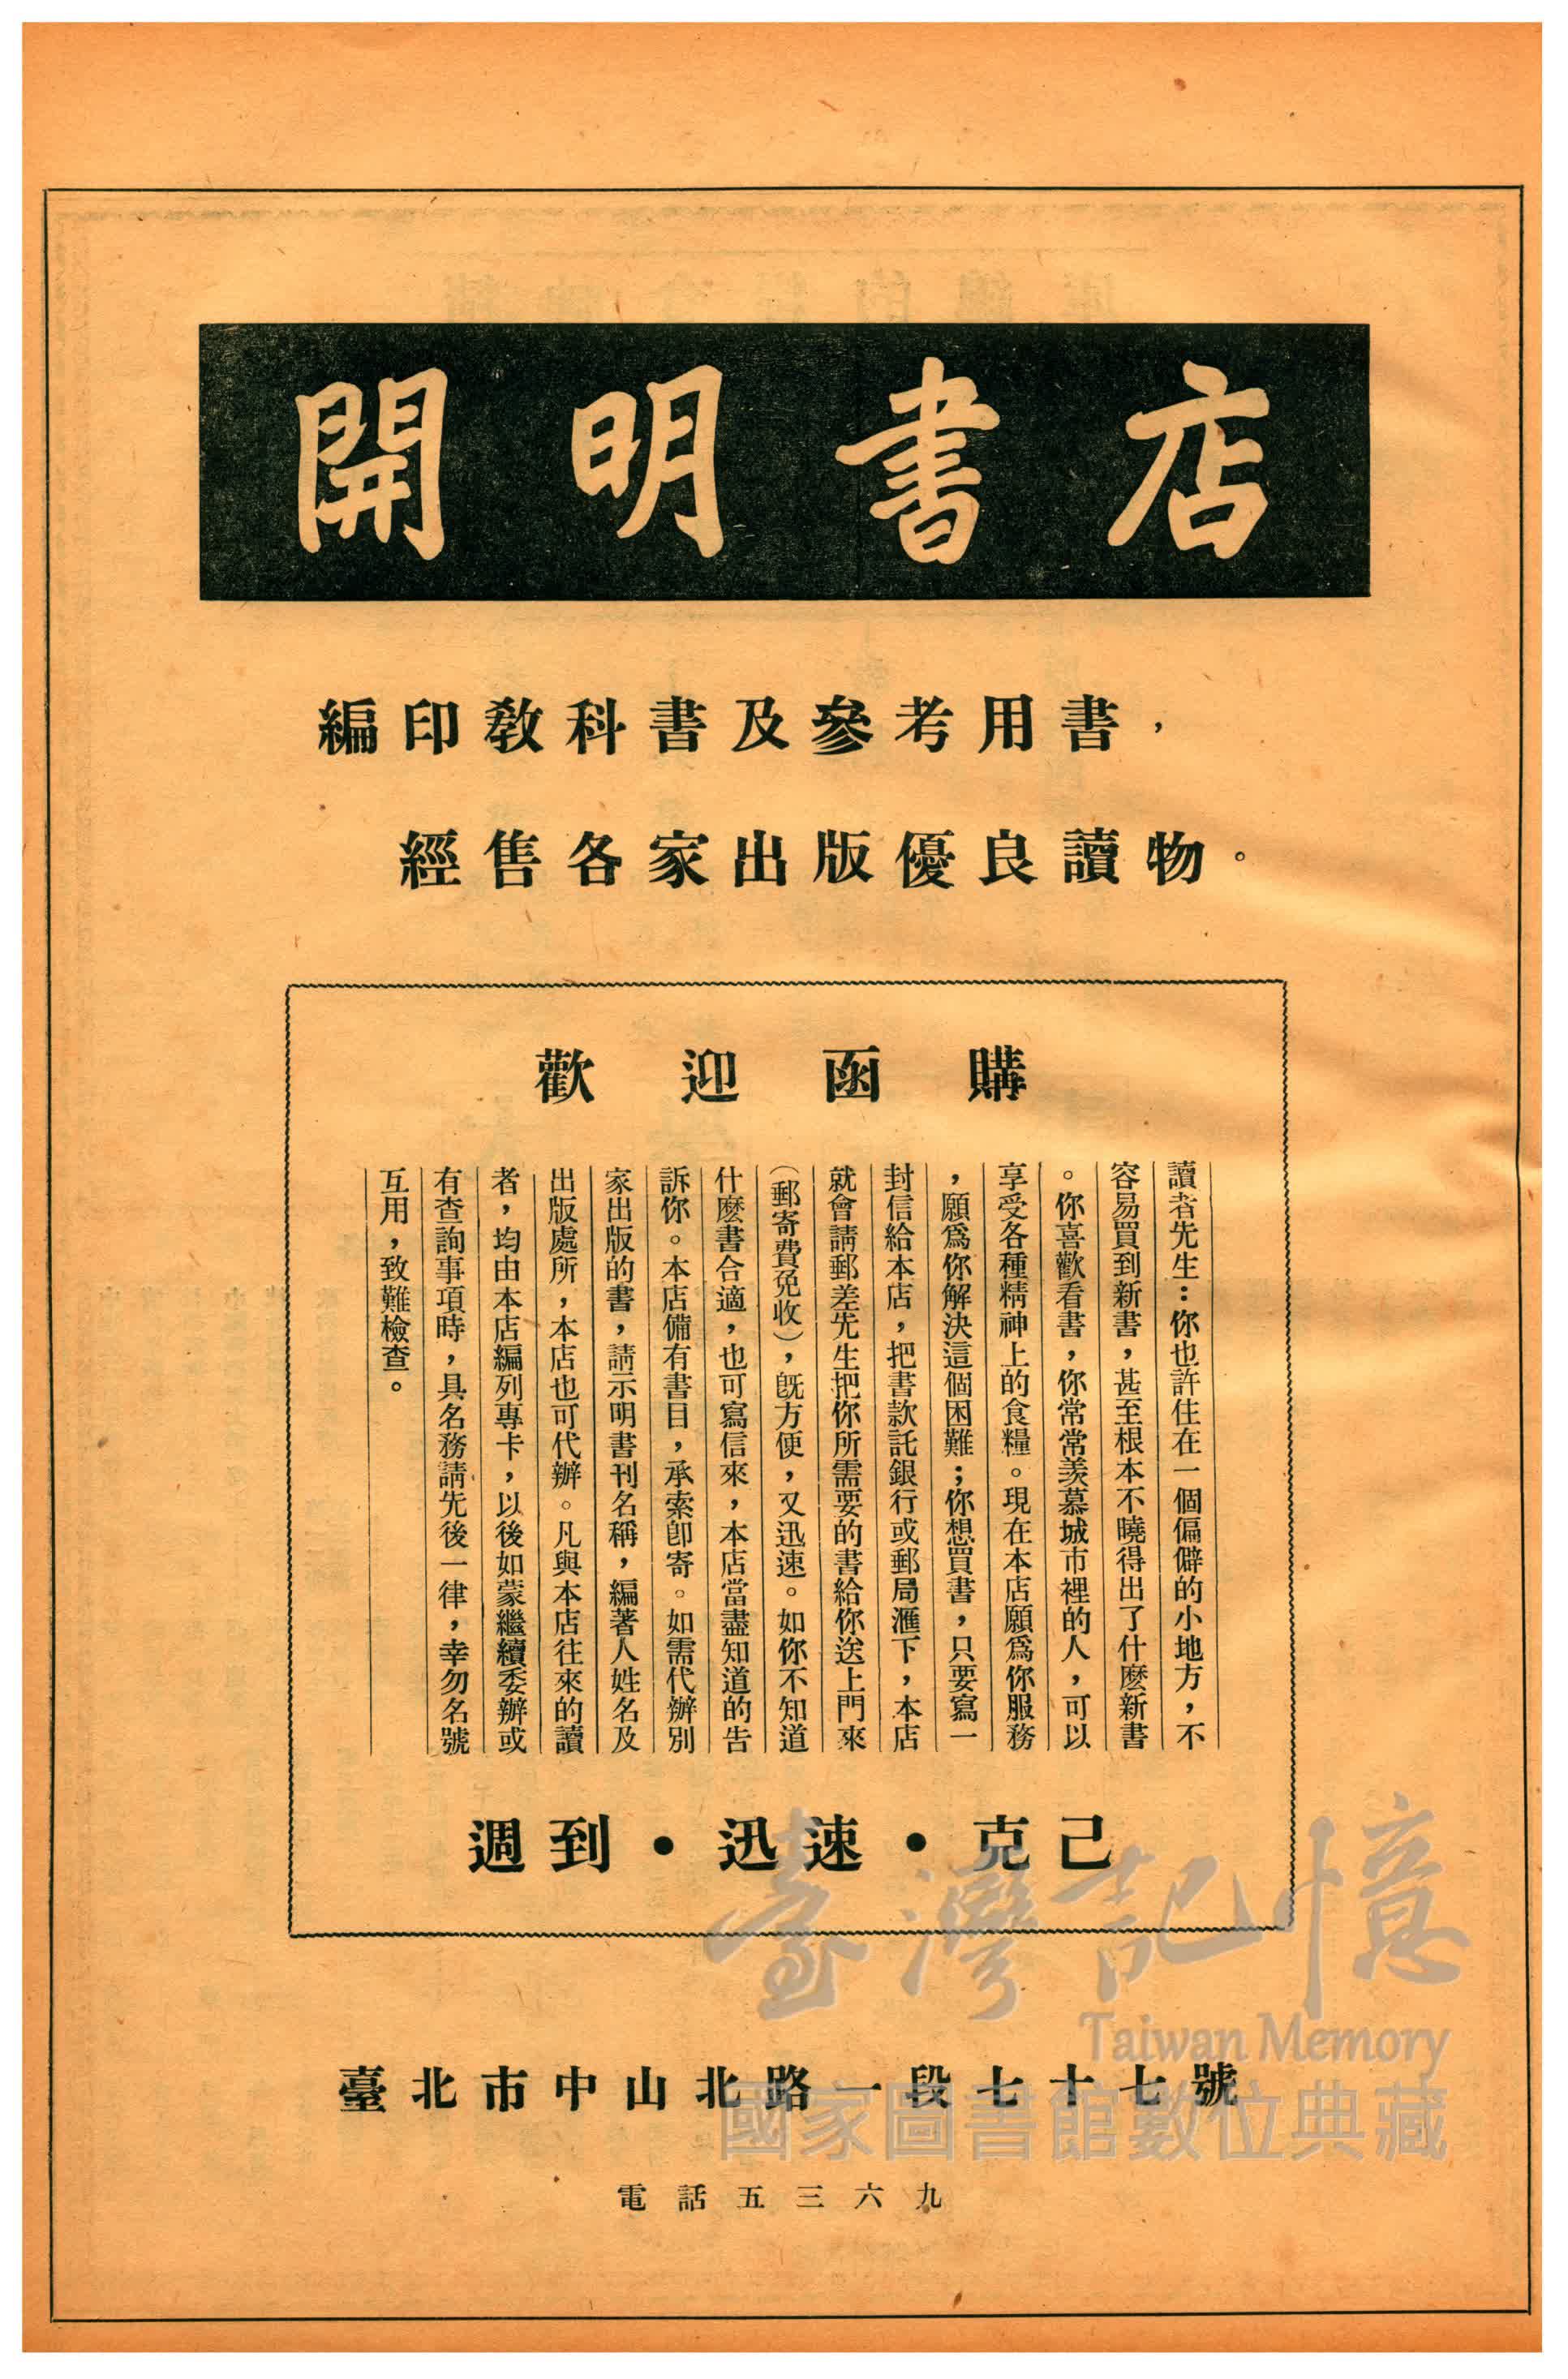 開明書店
編印教科書及參考用書，
經售各家出版優良讀物。
歡迎函購
讀者先生：你也許住在一個偏僻的小地方，不
容易買到新書，甚至根本不曉得出了什麼新書
。你喜歡看書，你常常羨慕城市裡的人，可以
享受各種精神上的食糧。現在本店願爲你服務
，願爲你解決這個困難；你想買書，只要寫一
封信給本店，把書款託銀行或郵局滙下，本店
就會請郵差先生把你所需要的書給你送上門來
（郵寄費免收），既方便，又迅速。如你不知道
什麼書合適，也可寫信來，本店當盡知道的告
訴你。本店備有書目，承索卽寄。如需代辦別
家出版的書，請示明書刊名稱，編著人姓名及
出版處所，本店也可代辦。凡與本店往來的讀
者，均由本店編列專卡，以後如蒙繼續委辦或
有查詢事項時，具名務請先後一律，幸勿名號
互用，致難檢查。
週到・迅速・克己
臺灣記憶
Taiwan Memory
臺北市中山北路一段七十七號
國家圖書館數位典藏
電話五三六九